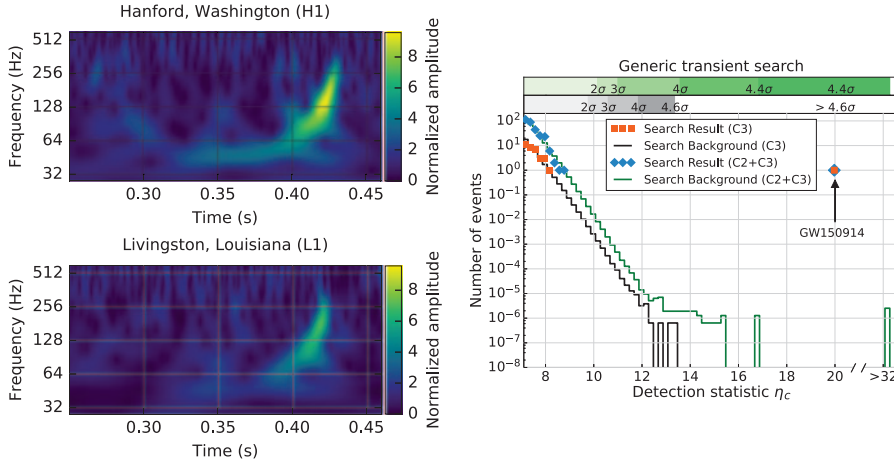 Hanford, Washington (H1)
512
256
128
64
32
Frequency (Hz)
0.30 0.35 0.40 0.45
Time (s)
8
6
4
2
0
Normalized amplitude
Livingston, Louisiana (L1)
512
256
128
64
32
Frequency (Hz)
0.30 0.35 0.40 0.45
Time (s)
8
6
4
2
0
Normalized amplitude
Generic transient search
2σ 3σ 4σ 4.4σ 4.4σ
2σ 3σ 4σ 4.6σ > 4.6σ
10² 
10¹
10⁰
10⁻¹
10⁻²
10⁻³
10⁻⁴
10⁻⁵
10⁻⁶
10⁻⁷
10⁻⁸
Number of events
Search Result (C3)
Search Background (C3)
Search Result (C2+C3)
Search Background (C2+C3)
GW150914
8 10 12 14 16 18 20 // >32
Detection statistic ηc